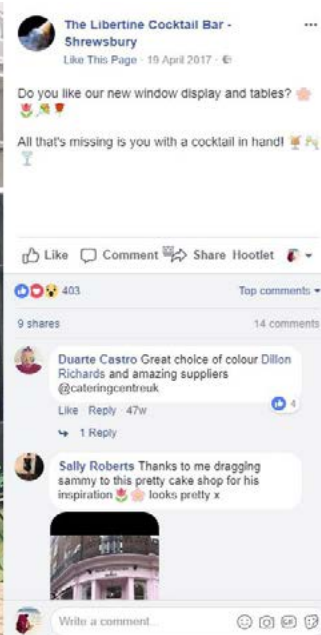 The Libertine Cocktail Bar - ...
Shrewsbury
Like This Page · 19 April 2017 ·
Do you like our new window display and tables? 🌸
🌷💐🌹
All that's missing is you with a cocktail in hand! 🍹🥂
🍸
Like Comment Share Hootlet
403 Top comments
9 shares 14 comments
Duarte Castro Great choice of colour Dillon
Richards and amazing suppliers
@cateringcentreuk
Like · Reply · 47w 4
1 Reply
Sally Roberts Thanks to me dragging
sammy to this pretty cake shop for his
inspiration 🌷🌸 looks pretty x
Write a comment...
GIF